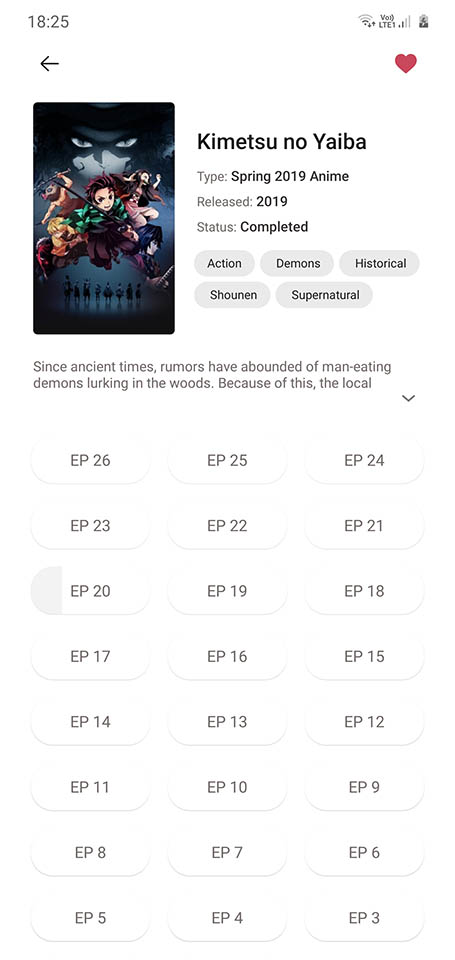 18:25
Vo))
LTE1
Kimetsu no Yaiba
Type: Spring 2019 Anime
Released: 2019
Status: Completed
Action Demons Historical
Shounen Supernatural
Since ancient times, rumors have abounded of man-eating
demons lurking in the woods. Because of this, the local
EP 26 EP 25 EP 24
EP 23 EP 22 EP 21
EP 20 EP 19 EP 18
EP 17 EP 16 EP 15
EP 14 EP 13 EP 12
EP 11 EP 10 EP 9
EP 8 EP 7 EP 6
EP 5 EP 4 EP 3